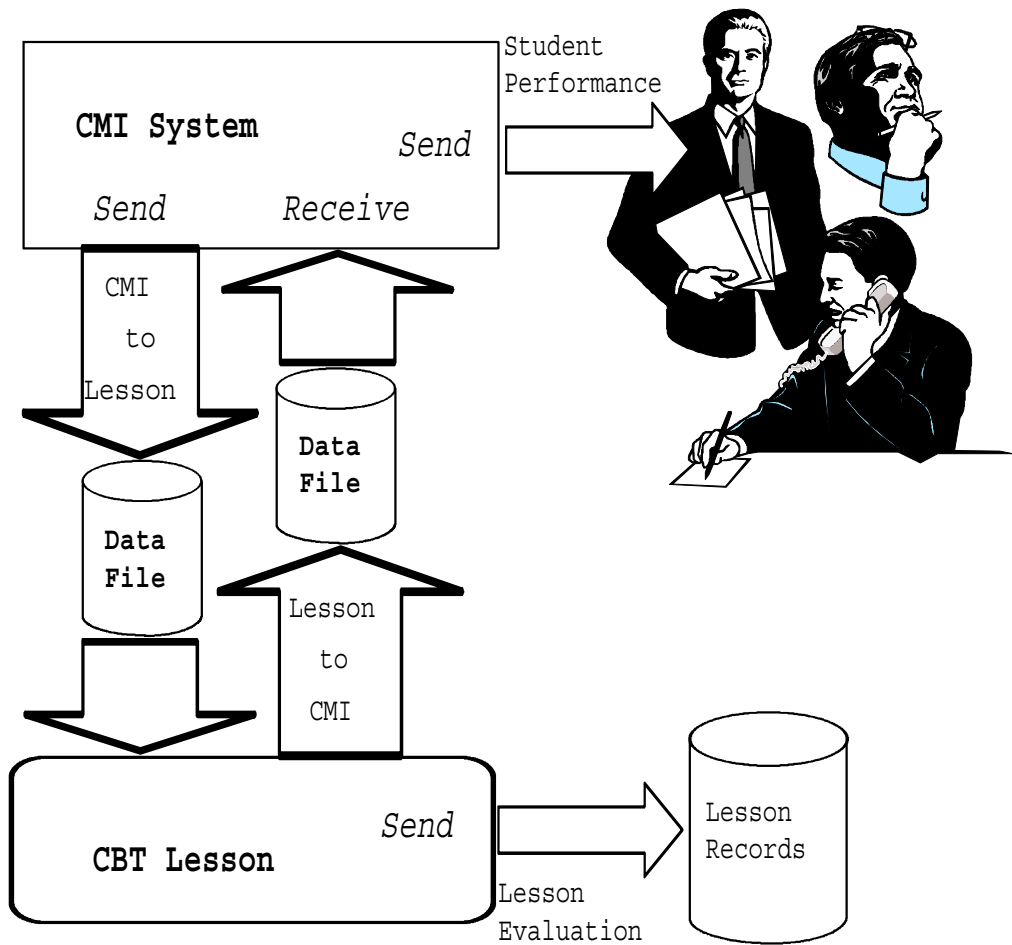 Student
Performance
CMI System
Send
Send
Receive
CMI
to
Lesson
Data
File
Data
File
Lesson
to
CMI
Send
CBT Lesson
Lesson
Records
Lesson
Evaluation